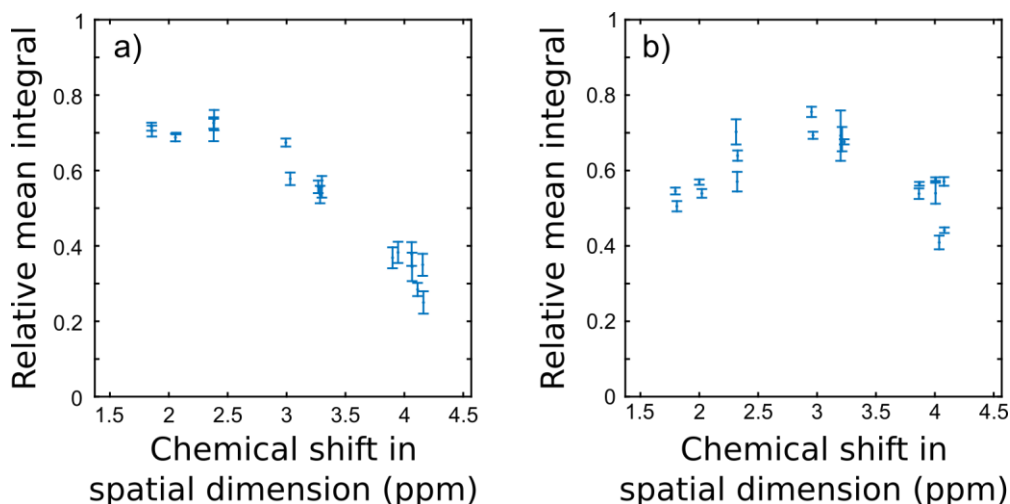 a)
Relative mean integral
1
0.8
0.6
0.4
0.2
0
1.5 2 2.5 3 3.5 4 4.5
Chemical shift in
spatial dimension (ppm)
b)
Relative mean integral
1
0.8
0.6
0.4
0.2
0
1.5 2 2.5 3 3.5 4 4.5
Chemical shift in
spatial dimension (ppm)